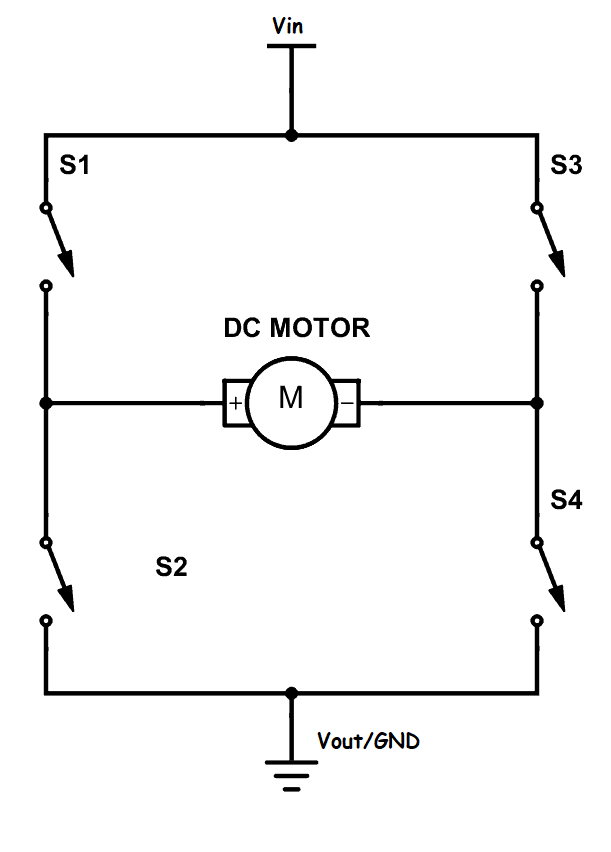 Vin
S1
S3
DC MOTOR
+ M −
S4
S2
Vout/GND